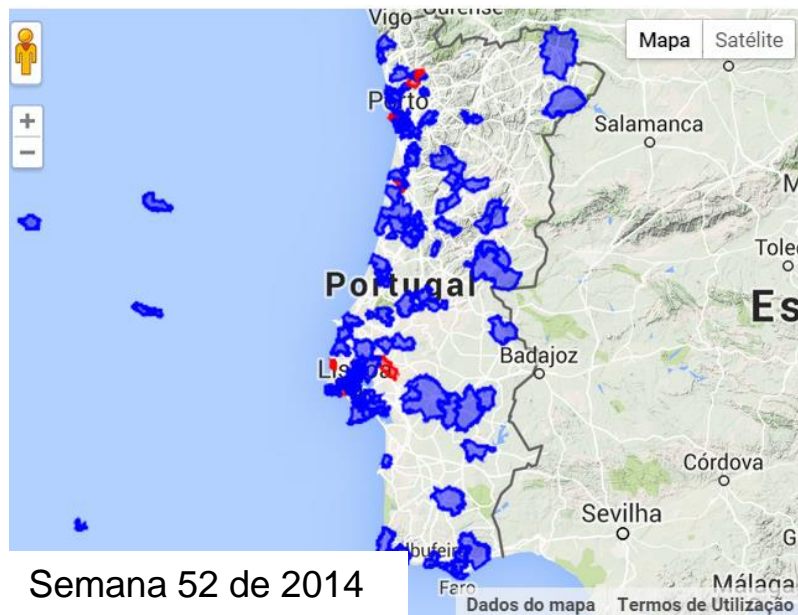 Vigo
Ourense
Mapa
Satélite
Porto
Salamanca
M
Toled
Portugal
Es
Badajoz
Lisboa
Córdova
Sevilha
G
Albufeira
Faro
Málaga
Semana 52 de 2014
Dados do mapa
Termos de Utilização